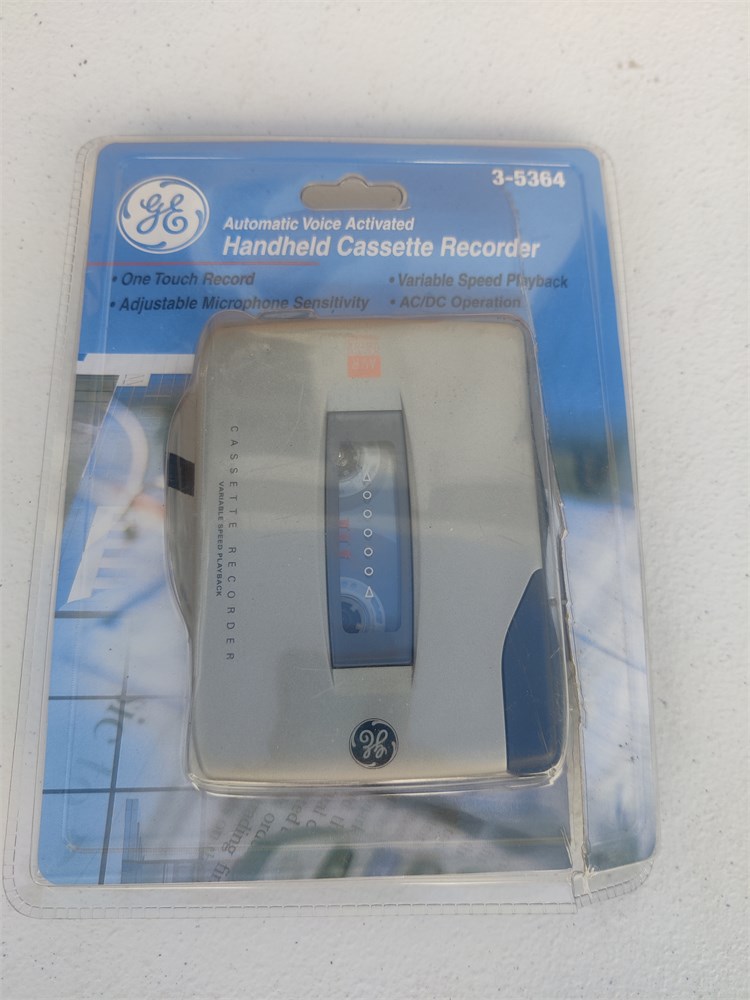 GE
3-5364
Automatic Voice Activated
Handheld Cassette Recorder
• One Touch Record
• Variable Speed Playback
• Adjustable Microphone Sensitivity
• AC/DC Operation
CASSETTE RECORDER
VARIABLE SPEED PLAYBACK
GE